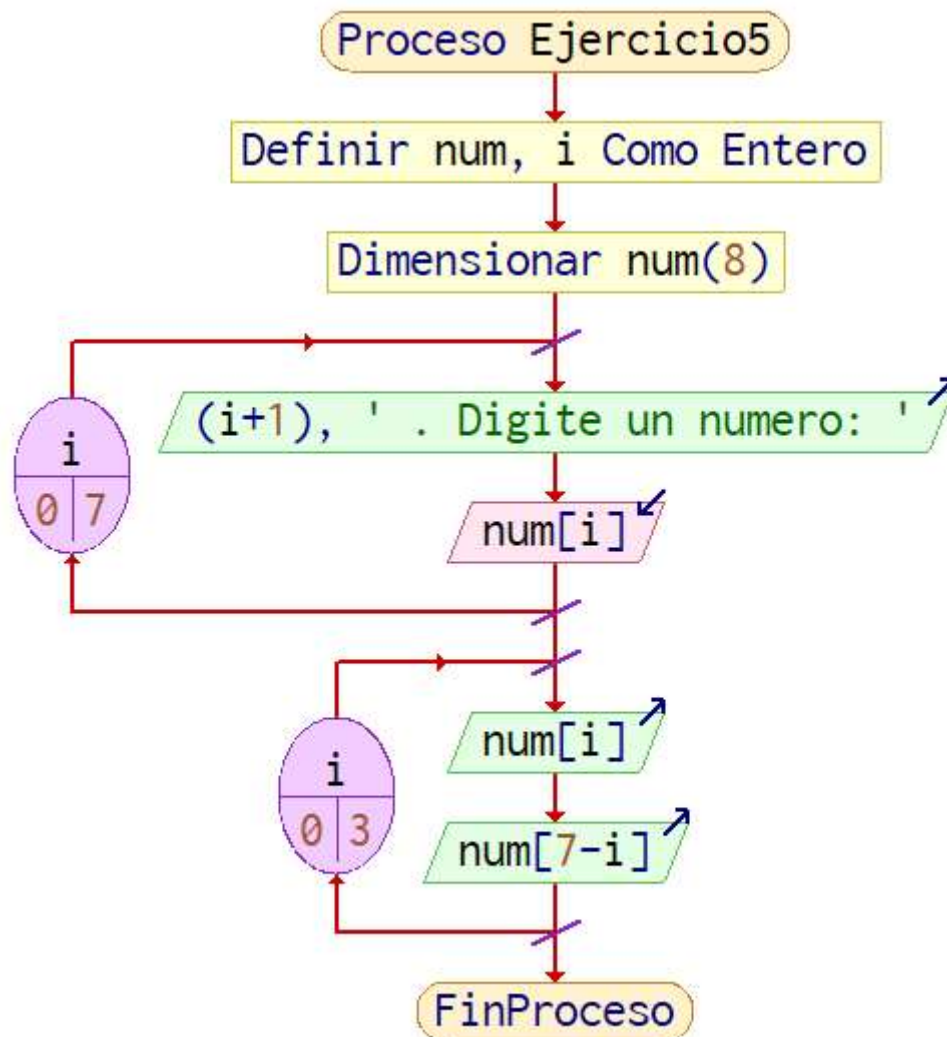 Proceso Ejercicio5
Definir num, i Como Entero
Dimensionar num(8)
(i+1), ' . Digite un numero: '
i
0 7
num[i]
num[i]
i
0 3
num[7-i]
FinProceso